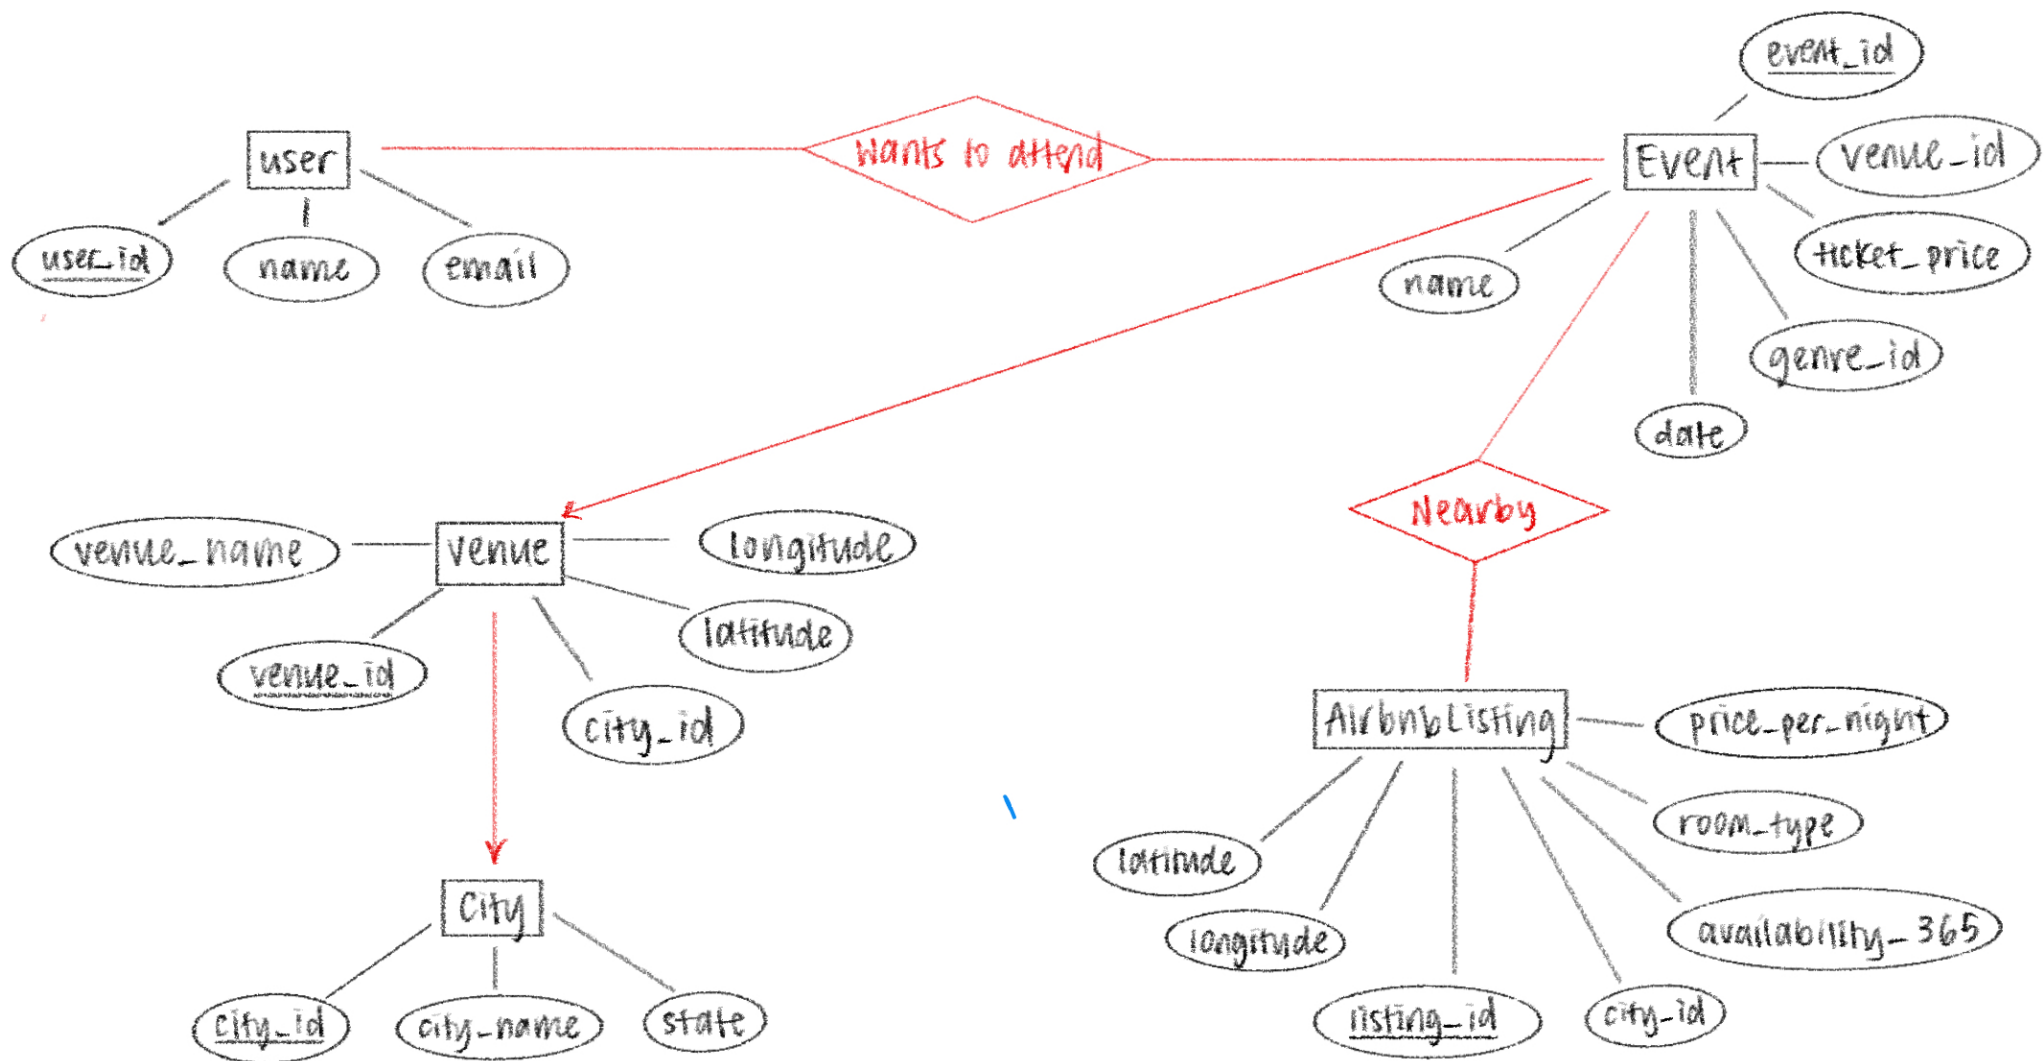 event_id
user
wants to attend
Event
venue_id
user_id
name
email
name
ticket_price
genre_id
date
Nearby
venue_name
venue
longitude
latitude
venue_id
city_id
AirbnbListing
price_per_night
room_type
latitude
longitude
availability_365
listing_id
city_id
City
city_id
city_name
state